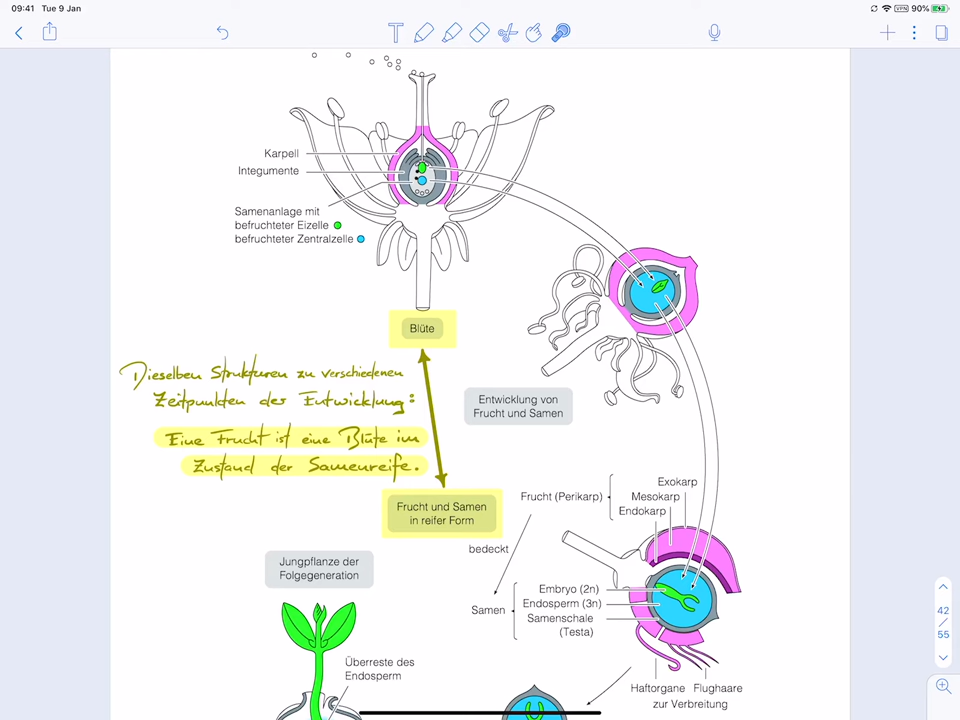 09:41 Tue 9 Jan
VPN 90%
T
Karpell
Integumente
Samenanlage mit
befruchteter Eizelle
befruchteter Zentralzelle
Blüte
Dieselben Strukturen zu verschiedenen
Zeitpunkten der Entwicklung:
Eine Frucht ist eine Blüte im
Zustand der Samenreife.
Entwicklung von
Frucht und Samen
Frucht und Samen
in reifer Form
Frucht (Perikarp)
Exokarp
Mesokarp
Endokarp
bedeckt
Jungpflanze der
Folgegeneration
Samen
Embryo (2n)
Endosperm (3n)
Samenschale
(Testa)
42
/
55
Überreste des
Endosperm
Haftorgane Flughaare
zur Verbreitung